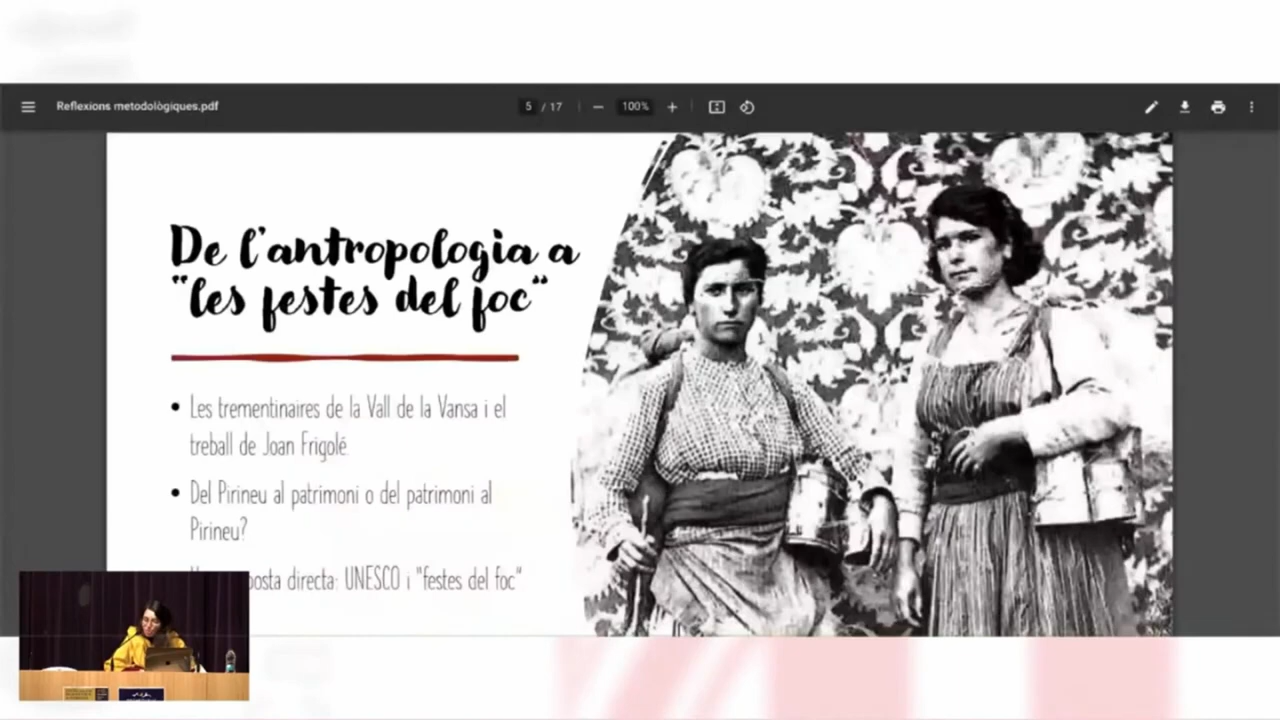 Reflexions metodològiques.pdf
5 / 17
100%
De l'antropologia a
"les festes del foc"
• Les trementinaires de la Vall de la Vansa i el
treball de Joan Frigolé.
• Del Pirineu al patrimoni o del patrimoni al
Pirineu?
directa: UNESCO i "festes del foc"